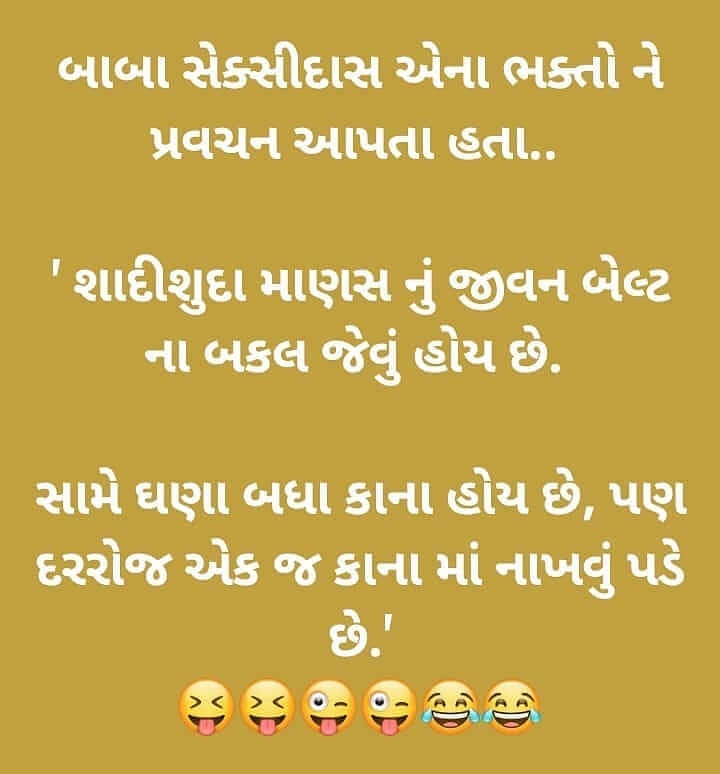 બાબા સેક્સીદાસ એના ભક્તો ને
પ્રવચન આપતા હતા..
' શાદીશુદા માણસ નું જીવન બેલ્ટ
ના બકલ જેવું હોય છે.
સામે ઘણા બધા કાના હોય છે, પણ
દરરોજ એક જ કાના માં નાખવું પડે
છે.'
😝😝😜😜😂😂